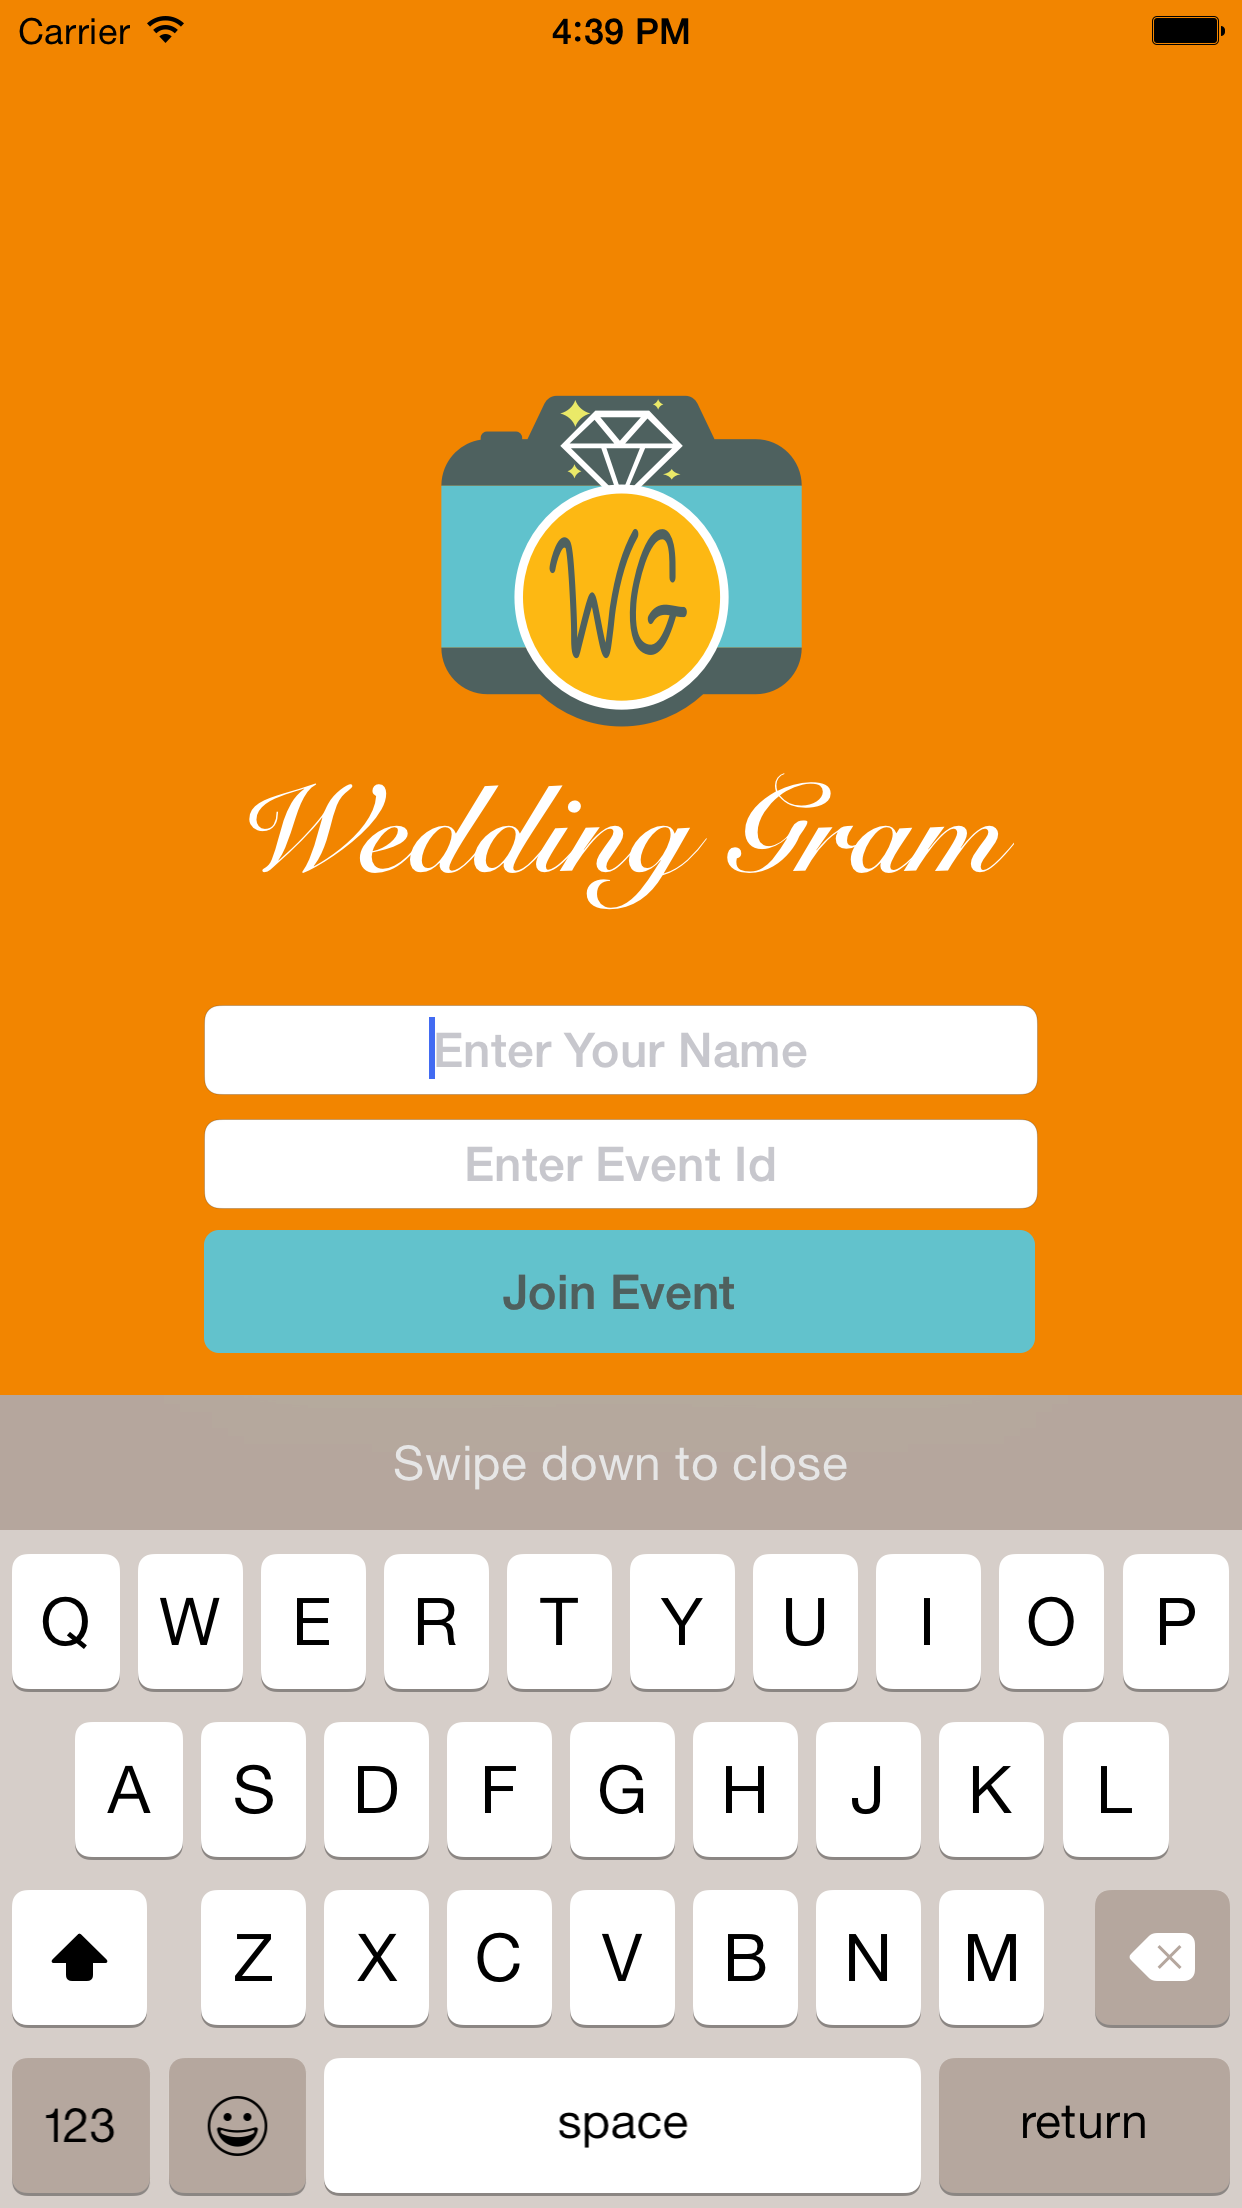 Carrier 4:39 PM
WG
Wedding Gram
Enter Your Name
Enter Event Id
Join Event
Swipe down to close
Q W E R T Y U I O P
A S D F G H J K L
Z X C V B N M
123 space return